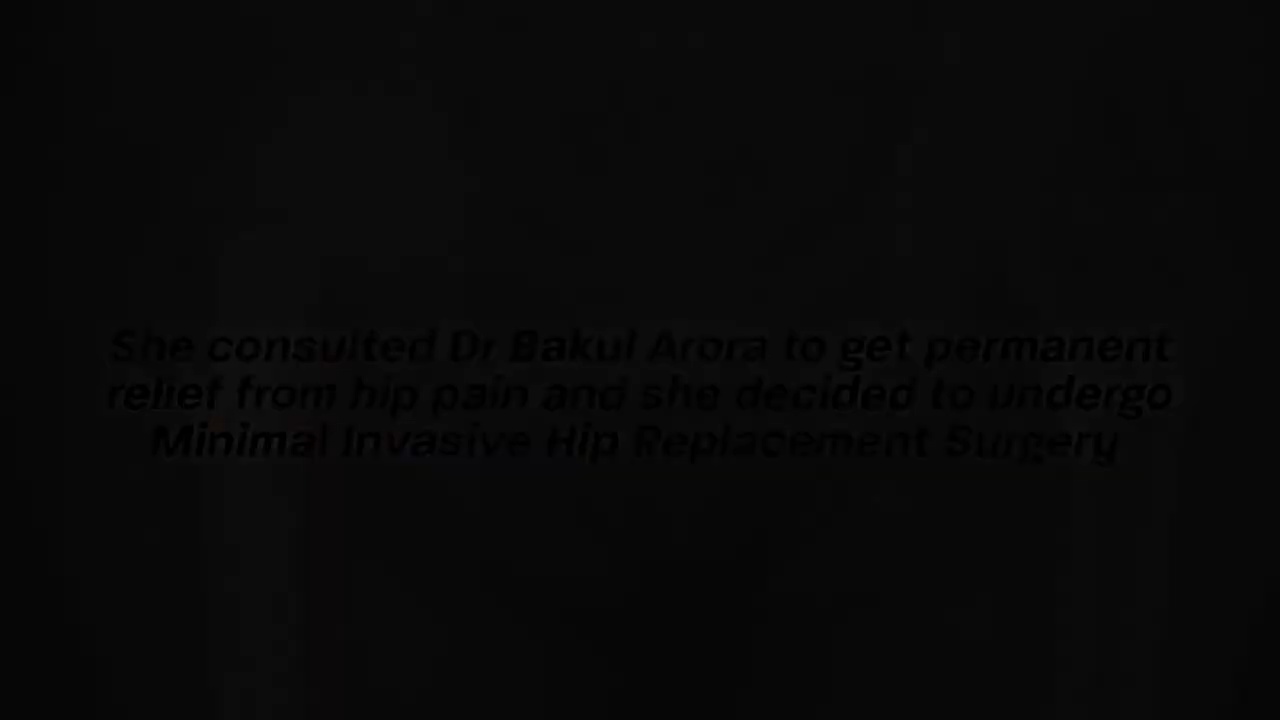 She consulted Dr Bakul Arora to get permanent
relief from hip pain and she decided to undergo
Minimal Invasive Hip Replacement Surgery